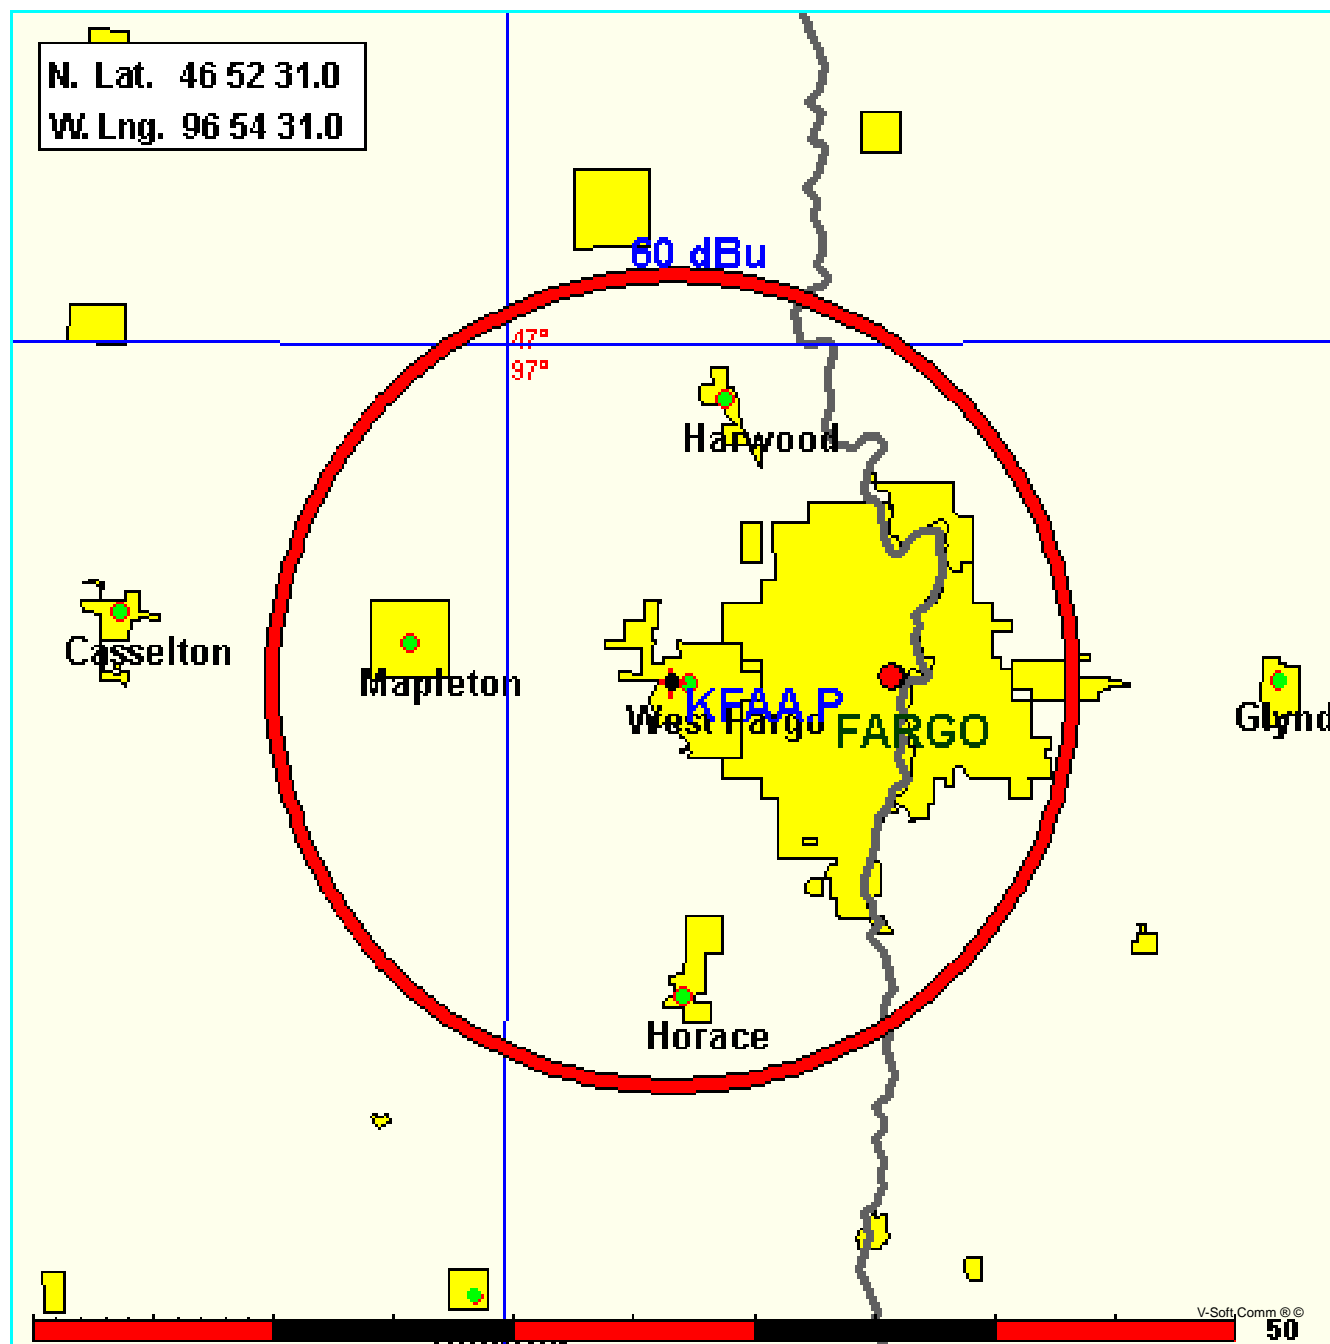 N. Lat. 46 52 31.0
W. Lng. 96 54 31.0
60 dBu
47°
97°
Harwood
Casselton
Mapleton
KFAA.P
West Fargo
FARGO
Glynd
Horace
V-Soft Comm ® ©
50